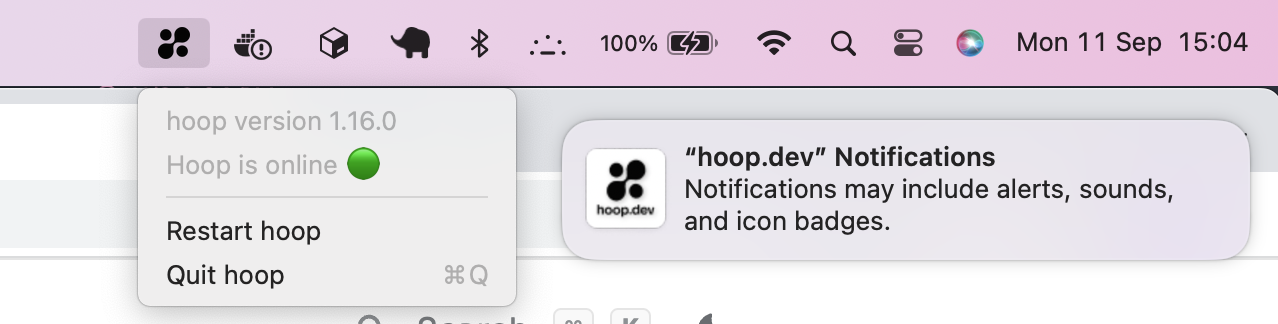 100% Mon 11 Sep 15:04
hoop version 1.16.0
Hoop is online
Restart hoop
Quit hoop ⌘Q
“hoop.dev” Notifications
Notifications may include alerts, sounds,
and icon badges.
hoop.dev
Search ⌘ K